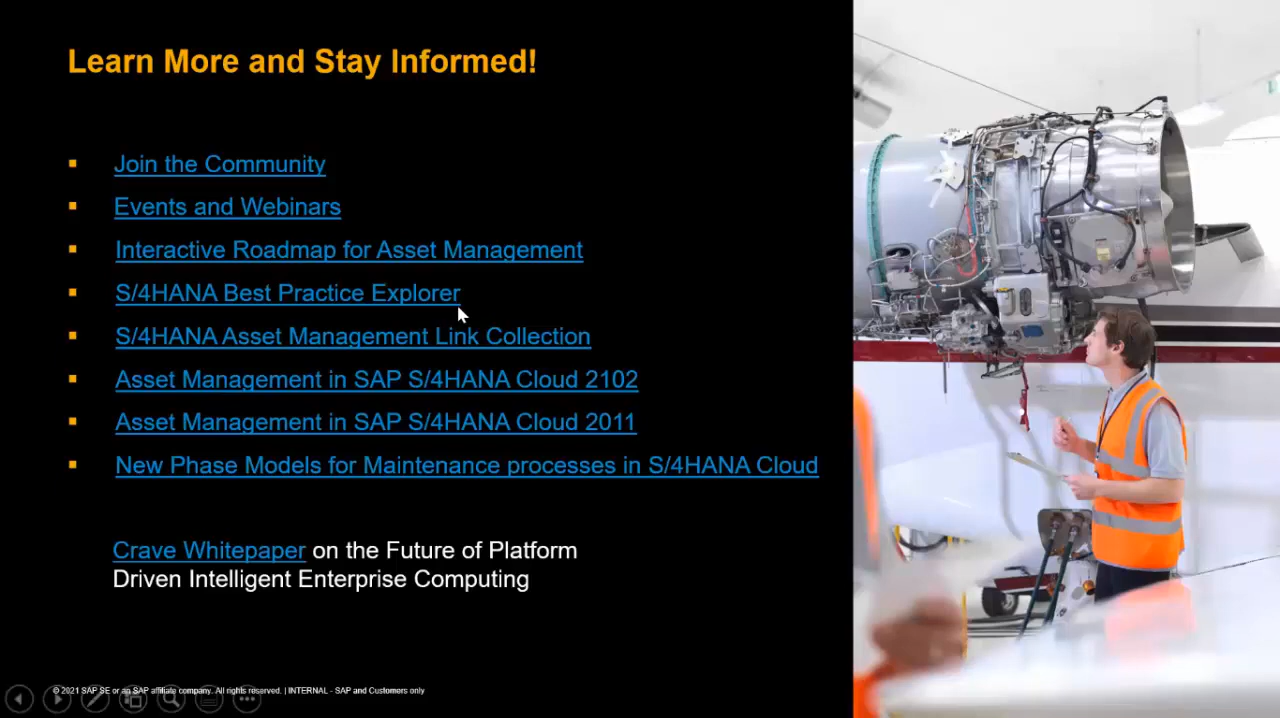 Learn More and Stay Informed!
Join the Community
Events and Webinars
Interactive Roadmap for Asset Management
S/4HANA Best Practice Explorer
S/4HANA Asset Management Link Collection
Asset Management in SAP S/4HANA Cloud 2102
Asset Management in SAP S/4HANA Cloud 2011
New Phase Models for Maintenance processes in S/4HANA Cloud
Crave Whitepaper on the Future of Platform
Driven Intelligent Enterprise Computing
© 2021 SAP SE or an SAP affiliate company. All rights reserved. | INTERNAL - SAP and Customers only